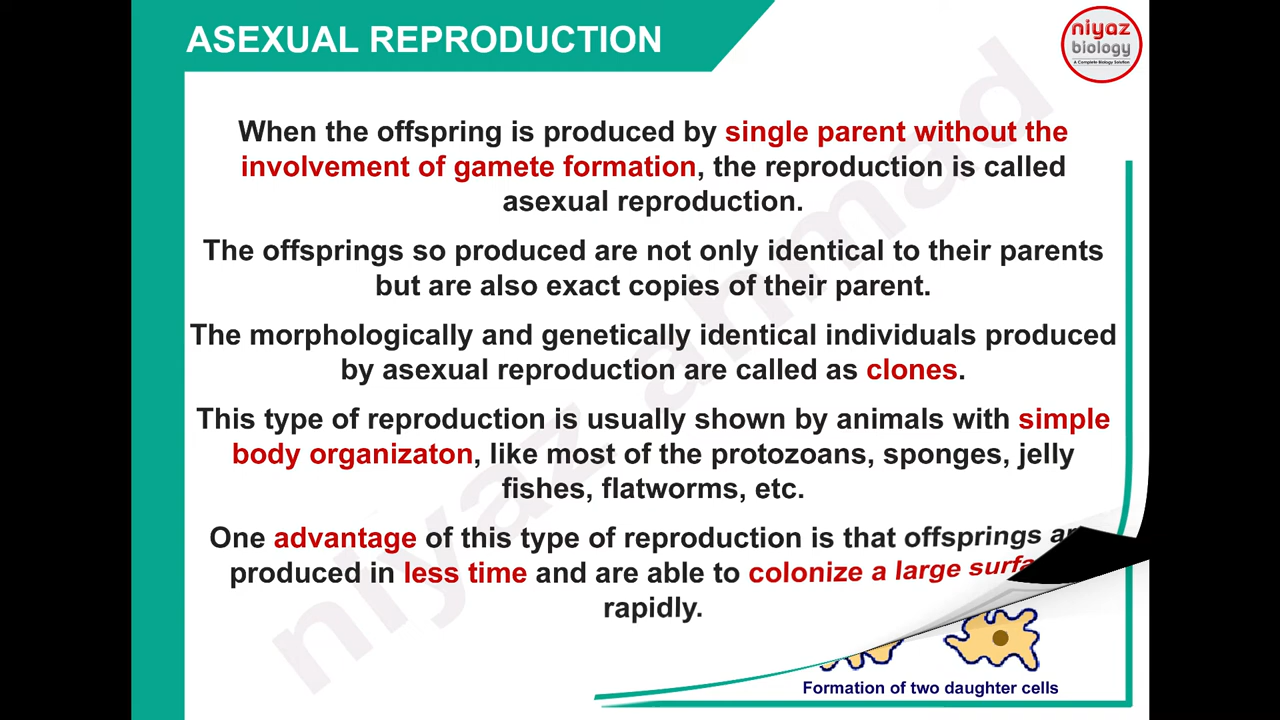 ASEXUAL REPRODUCTION
niyaz
biology
A Complete Biology Solution
When the offspring is produced by single parent without the
involvement of gamete formation, the reproduction is called
asexual reproduction.
The offsprings so produced are not only identical to their parents
but are also exact copies of their parent.
The morphologically and genetically identical individuals produced
by asexual reproduction are called as clones.
This type of reproduction is usually shown by animals with simple
body organizaton, like most of the protozoans, sponges, jelly
fishes, flatworms, etc.
One advantage of this type of reproduction is that offsprings
produced in less time and are able to colonize a large
rapidly.
Formation of two daughter cells
niyaz ahmad